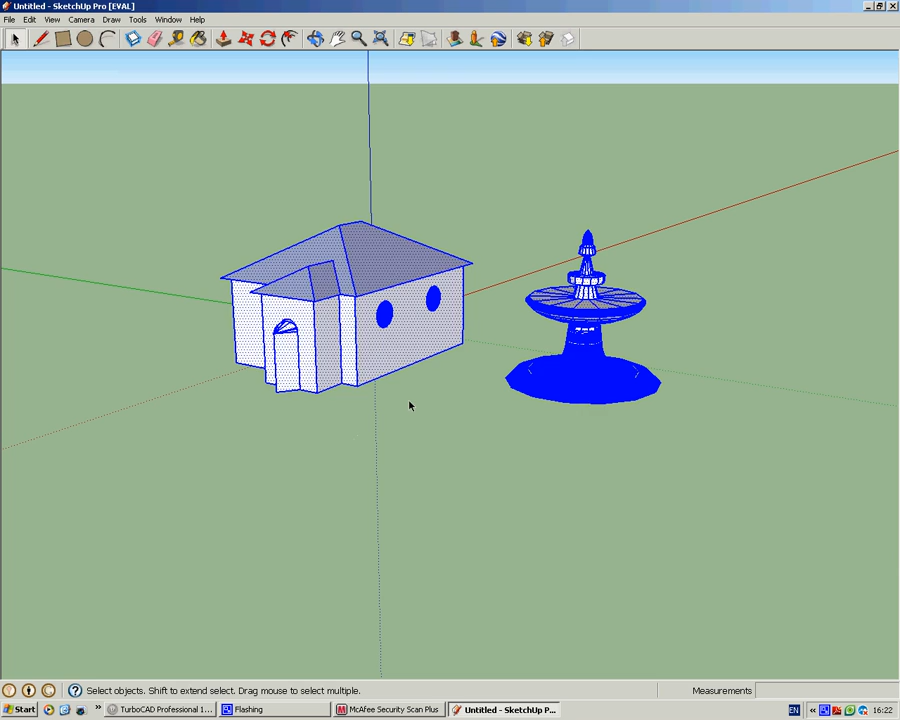 Untitled - SketchUp Pro [EVAL]
File Edit View Camera Draw Tools Window Help
Select objects. Shift to extend select. Drag mouse to select multiple.
Measurements
Start » TurboCAD Professional 1... Flashing McAfee Security Scan Plus Untitled - SketchUp P... EN « 16:22